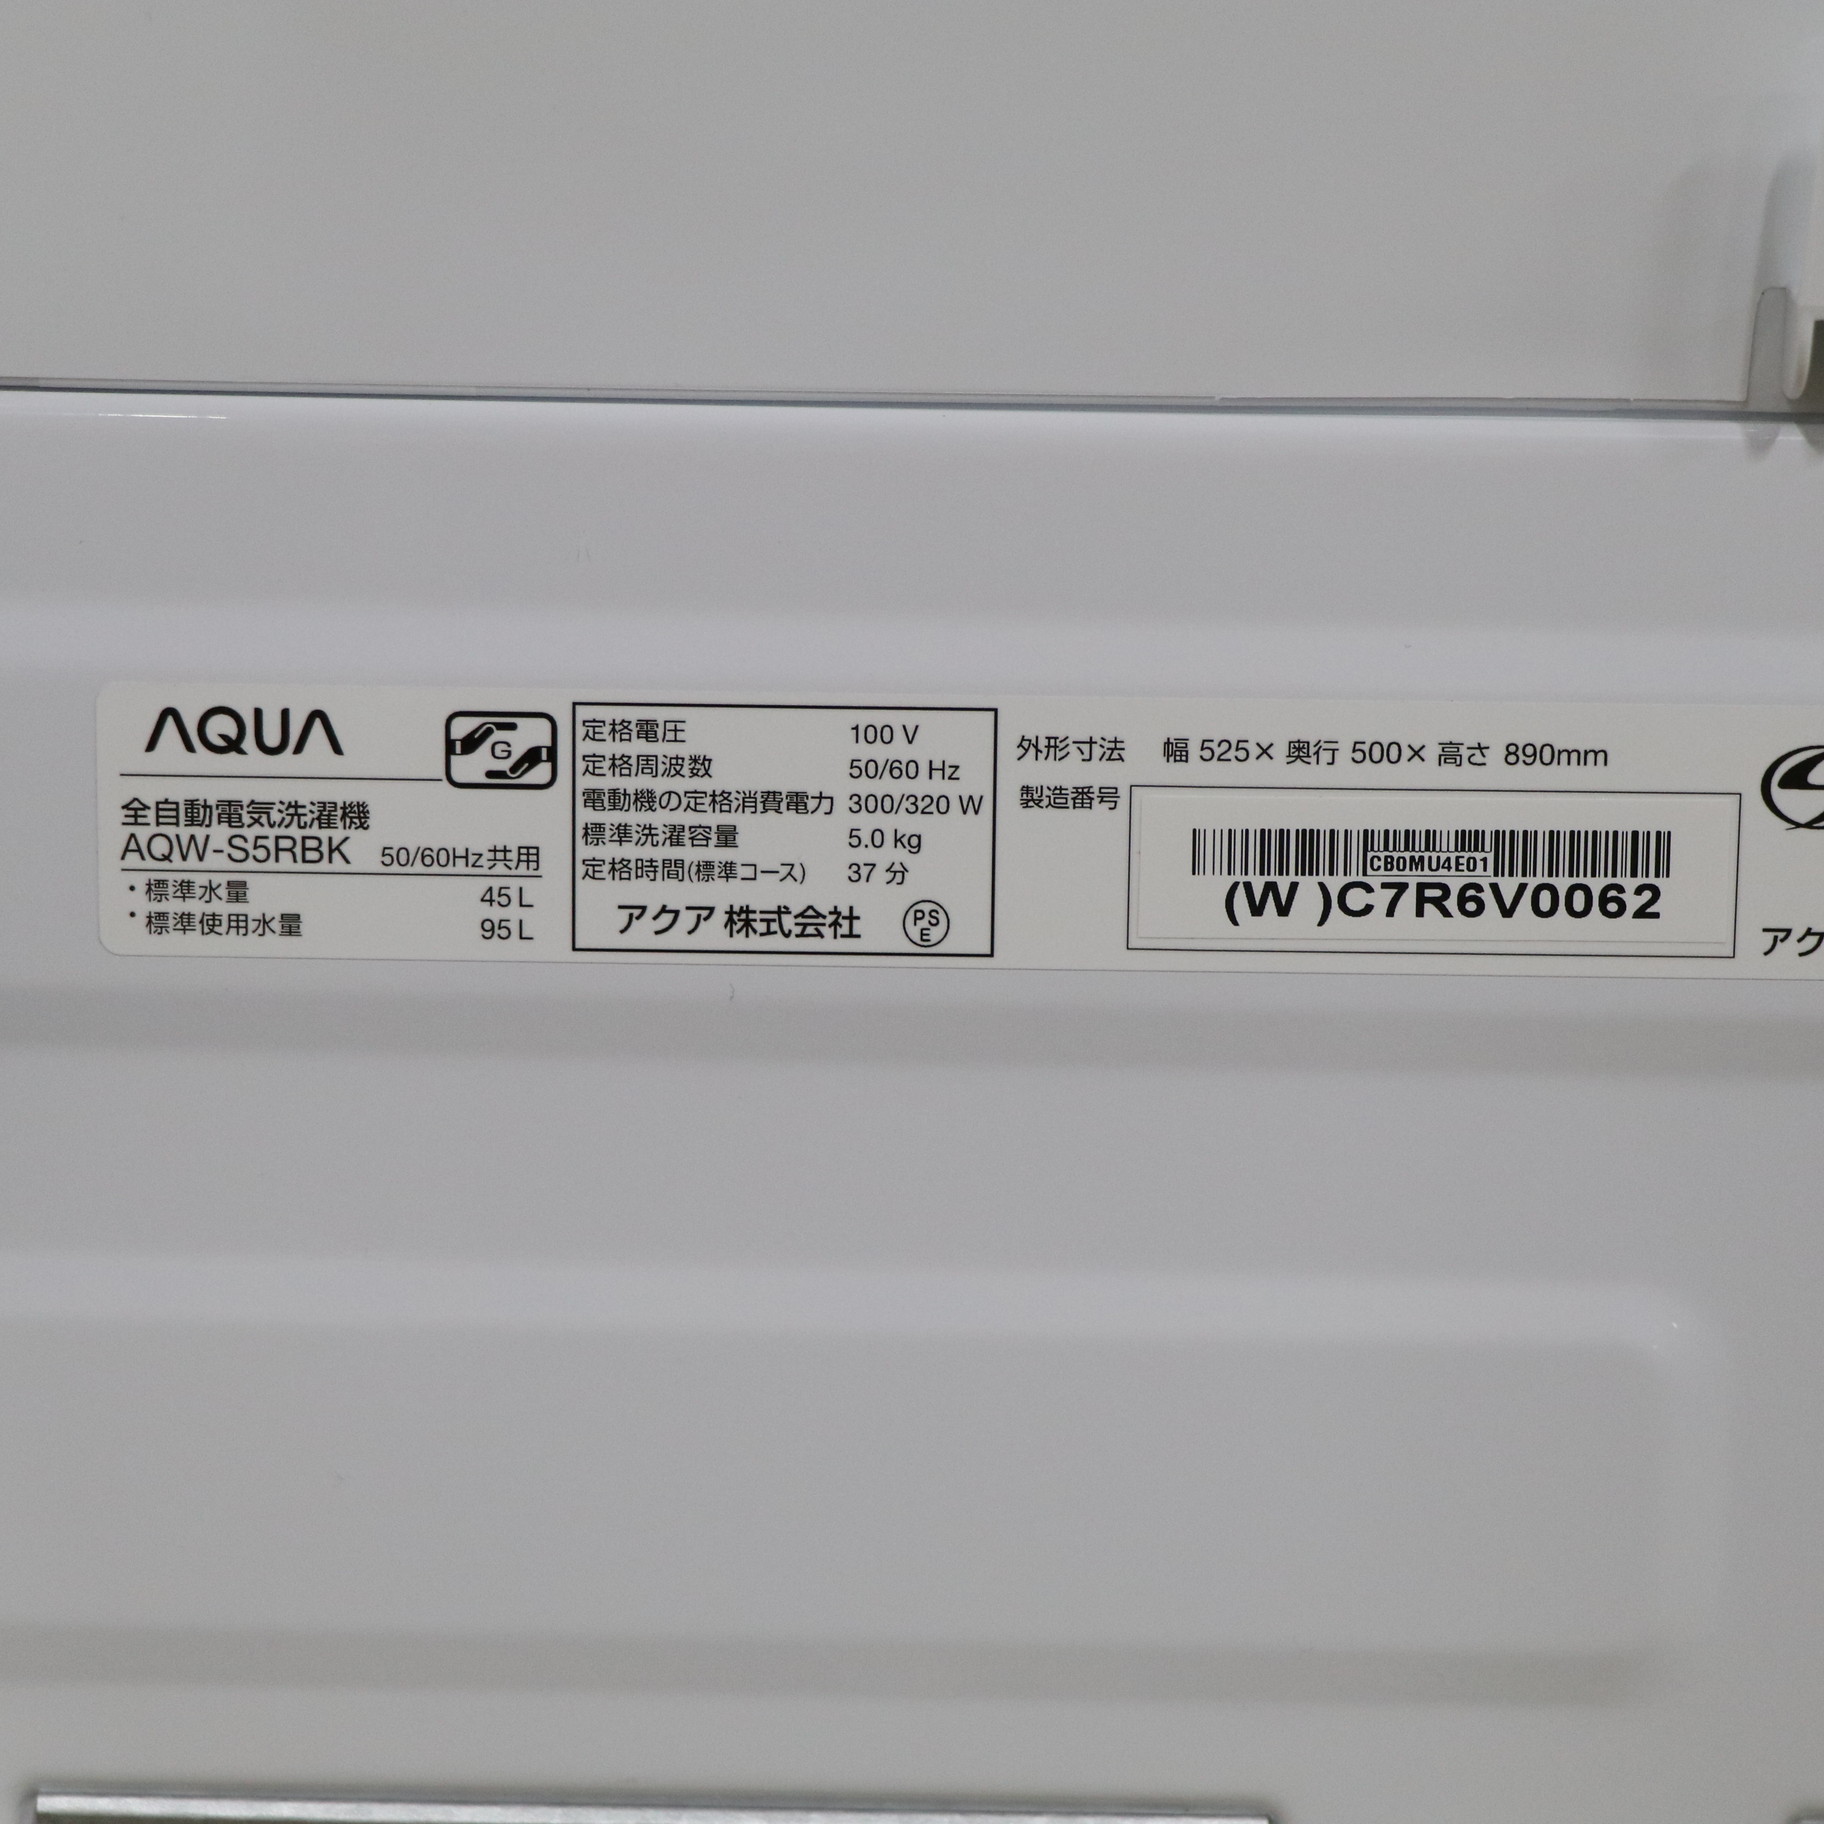 AQUA
G
全自動電気洗濯機
AQW-S5RBK 50/60Hz共用
・標準水量 45L
・標準使用水量 95L
定格電圧 100 V
定格周波数 50/60 Hz
電動機の定格消費電力 300/320 W
標準洗濯容量 5.0 kg
定格時間(標準コース) 37 分
アクア 株式会社 PSE
外形寸法 幅 525× 奥行 500× 高さ 890mm
製造番号
CB0MU4E01
(W )C7R6V0062
アク